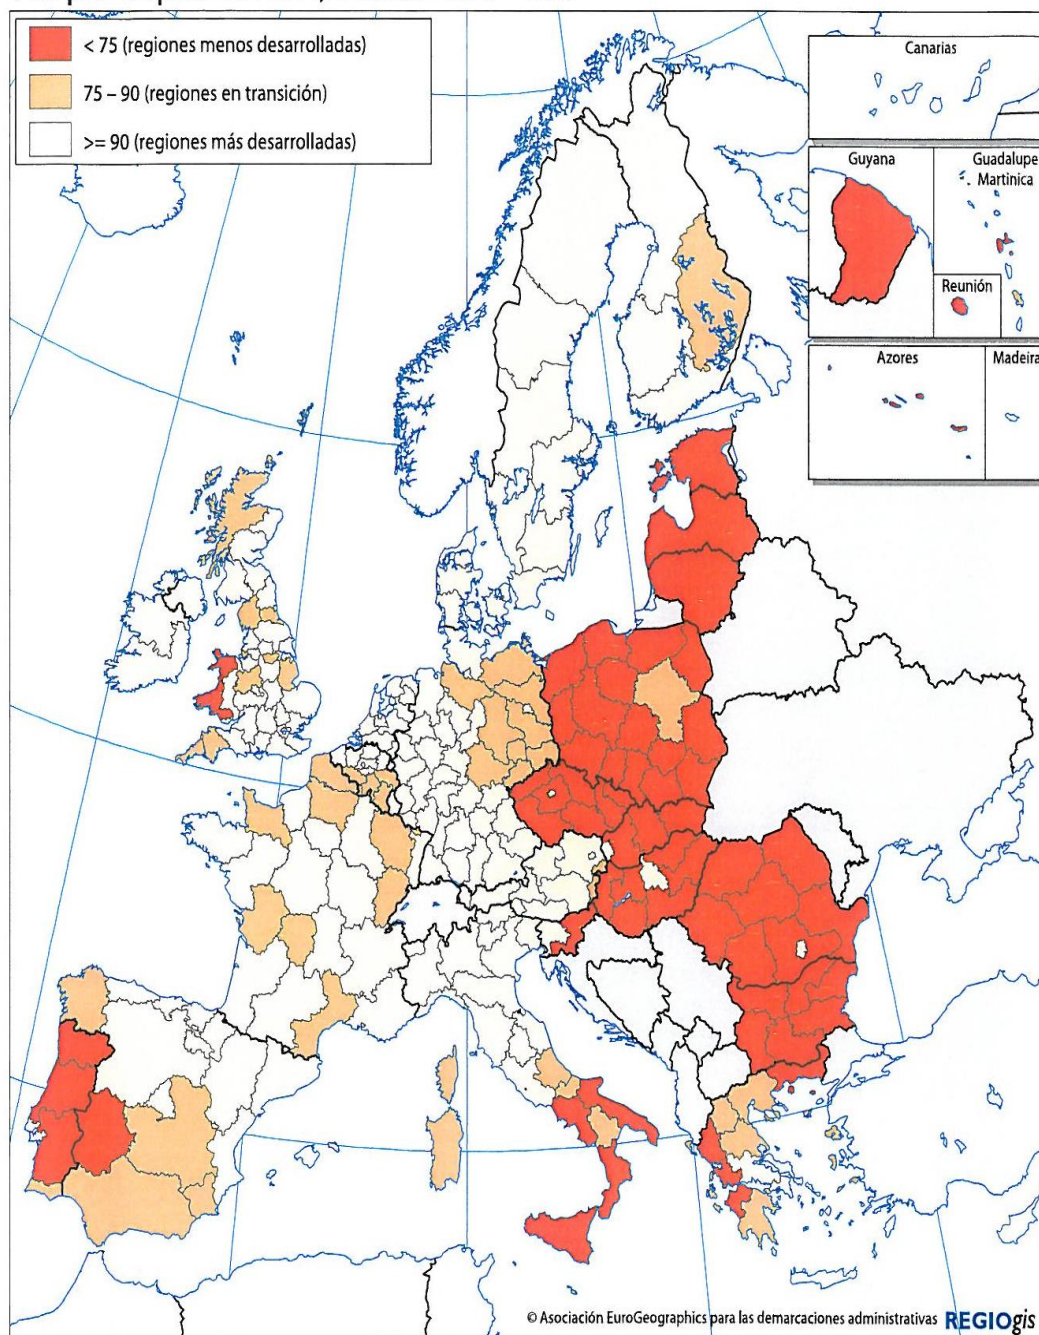 < 75 (regiones menos desarrolladas)
75 – 90 (regiones en transición)
>= 90 (regiones más desarrolladas)
Canarias
Guyana
Guadalupe
Martinica
Reunión
Azores
Madeira
© Asociación EuroGeographics para las demarcaciones administrativas REGIOgis